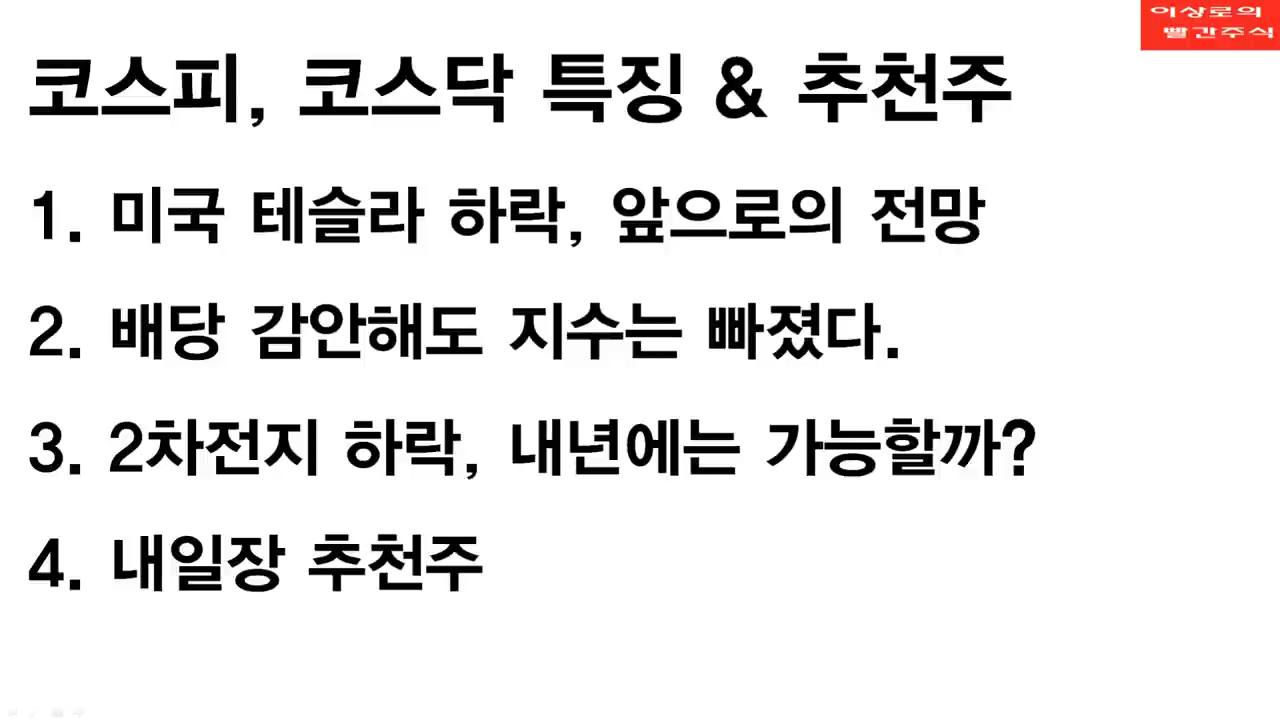 이상로의
빨간주식
코스피, 코스닥 특징 & 추천주
1. 미국 테슬라 하락, 앞으로의 전망
2. 배당 감안해도 지수는 빠졌다.
3. 2차전지 하락, 내년에는 가능할까?
4. 내일장 추천주